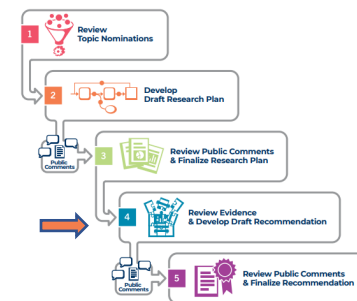 1
Review
Topic Nominations
2
Develop
Draft Research Plan
Public
Comments
3
Review Public Comments
& Finalize Research Plan
4
Review Evidence
& Develop Draft Recommendation
Public
Comments
5
Review Public Comments
& Finalize Recommendation